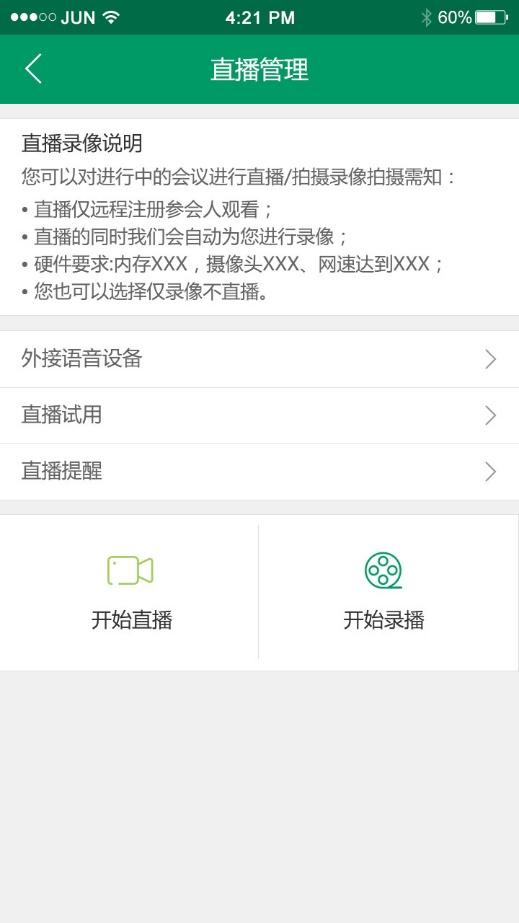 JUN 4:21 PM 60%
直播管理
直播录像说明
您可以对进行中的会议进行直播/拍摄录像拍摄需知：
• 直播仅远程注册参会人观看；
• 直播的同时我们会自动为您进行录像；
• 硬件要求:内存XXX，摄像头XXX、网速达到XXX；
• 您也可以选择仅录像不直播。
外接语音设备
直播试用
直播提醒
开始直播 开始录播